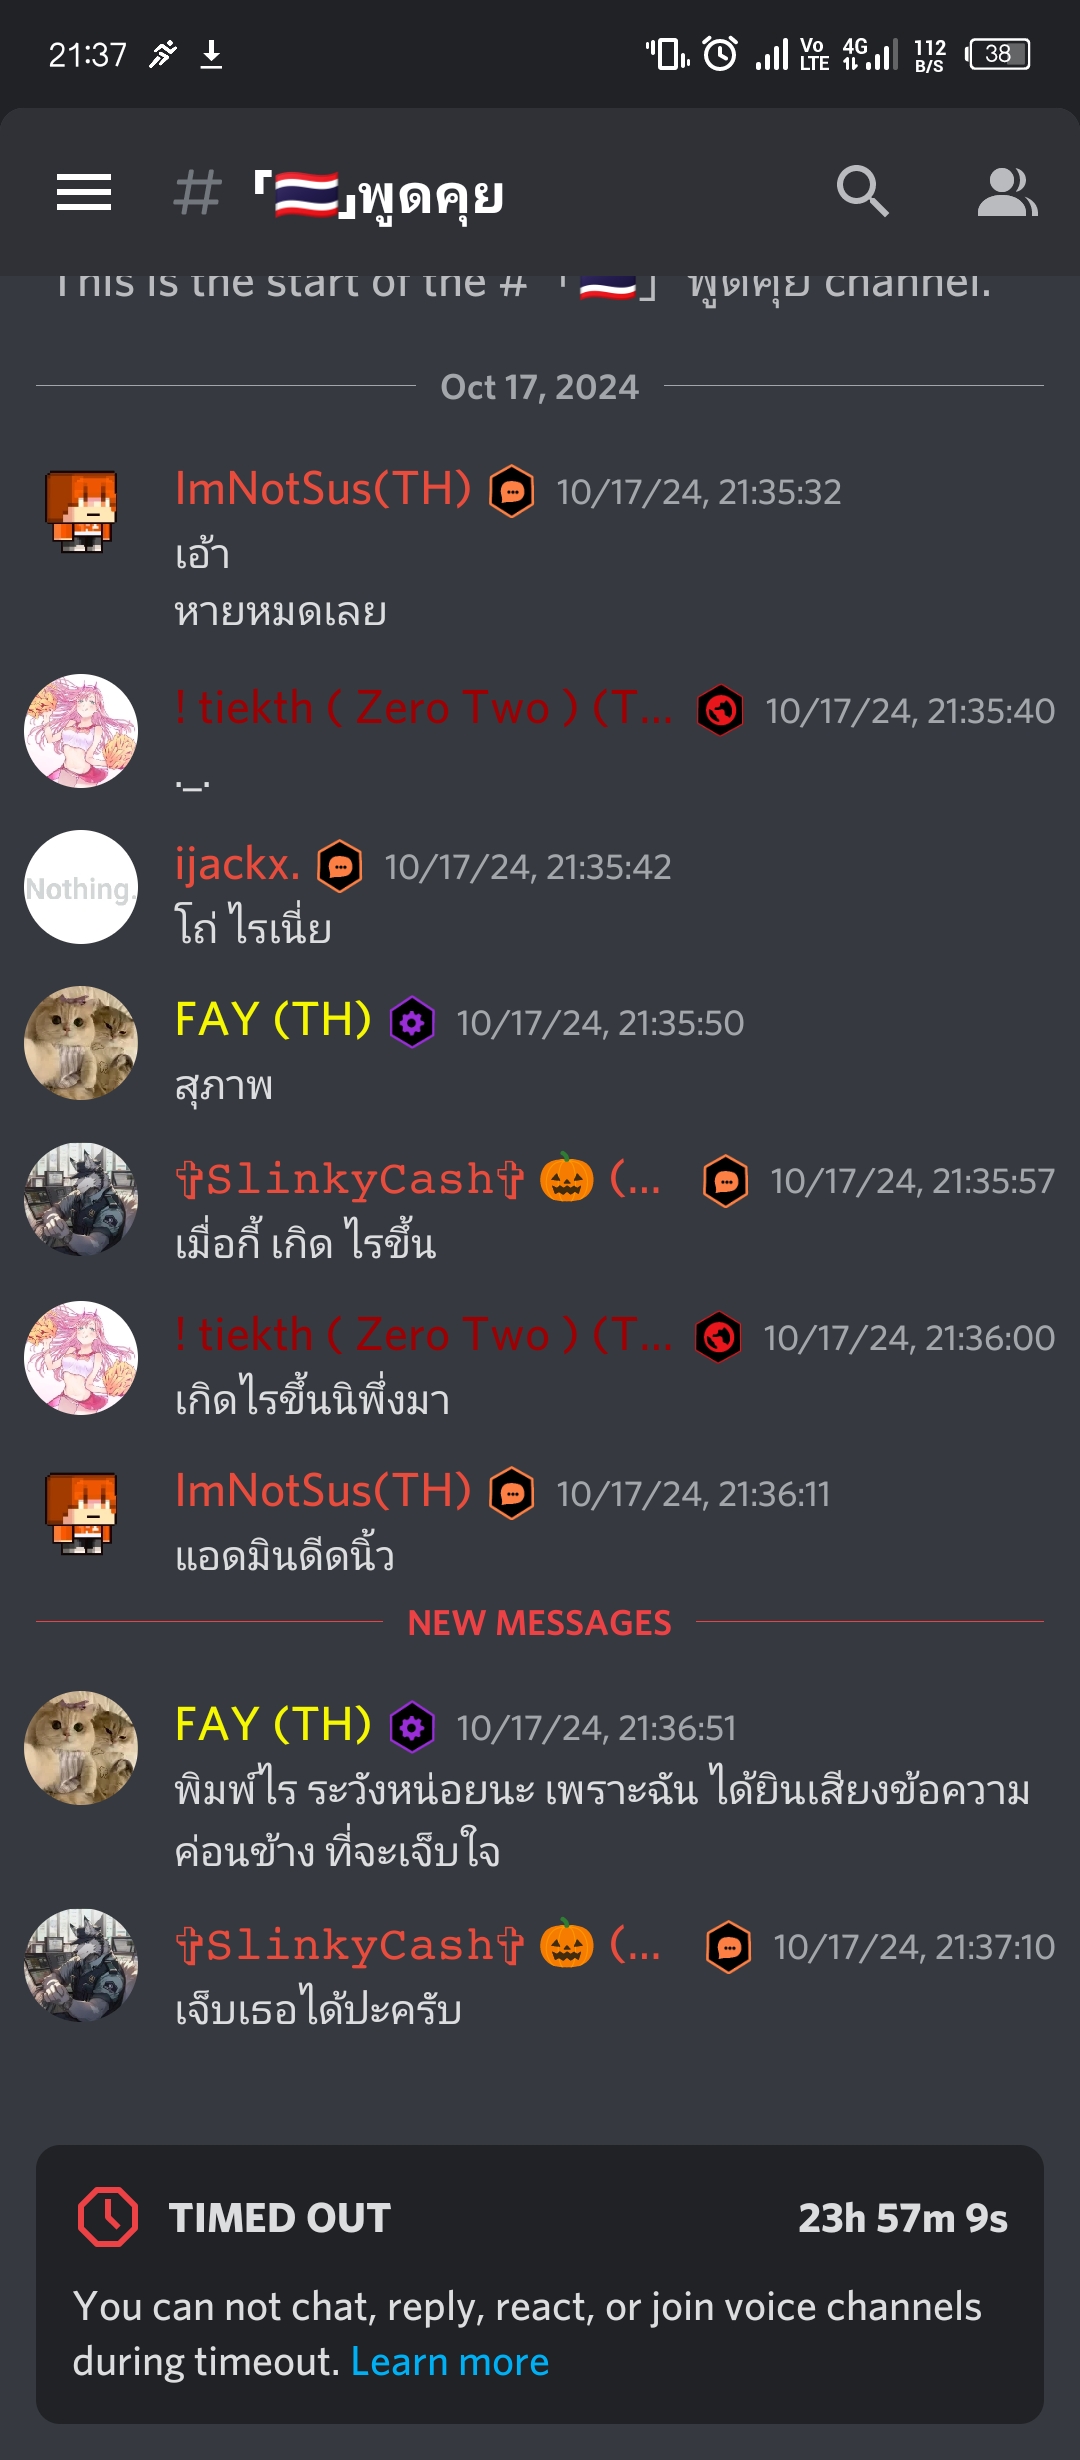 21:37 Vo LTE 4G 112 B/S 38
# 「🇹🇭」พูดคุย
This is the start of the # 「🇹🇭」 พูดคุย channel.
Oct 17, 2024
ImNotSus(TH) 10/17/24, 21:35:32
เอ้า
หายหมดเลย
! tiekth ( Zero Two ) (T... 10/17/24, 21:35:40
._.
Nothing.
ijackx. 10/17/24, 21:35:42
โถ่ ไรเนี่ย
FAY (TH) 10/17/24, 21:35:50
สุภาพ
✞SlinkyCash✞ 🎃 (... 10/17/24, 21:35:57
เมื่อกี้ เกิด ไรขึ้น
! tiekth ( Zero Two ) (T... 10/17/24, 21:36:00
เกิดไรขึ้นนิพึ่งมา
ImNotSus(TH) 10/17/24, 21:36:11
แอดมินดีดนิ้ว
NEW MESSAGES
FAY (TH) 10/17/24, 21:36:51
พิมพ์ไร ระวังหน่อยนะ เพราะฉัน ได้ยินเสียงข้อความ
ค่อนข้าง ที่จะเจ็บใจ
✞SlinkyCash✞ 🎃 (... 10/17/24, 21:37:10
เจ็บเธอได้ปะครับ
TIMED OUT 23h 57m 9s
You can not chat, reply, react, or join voice channels
during timeout. Learn more